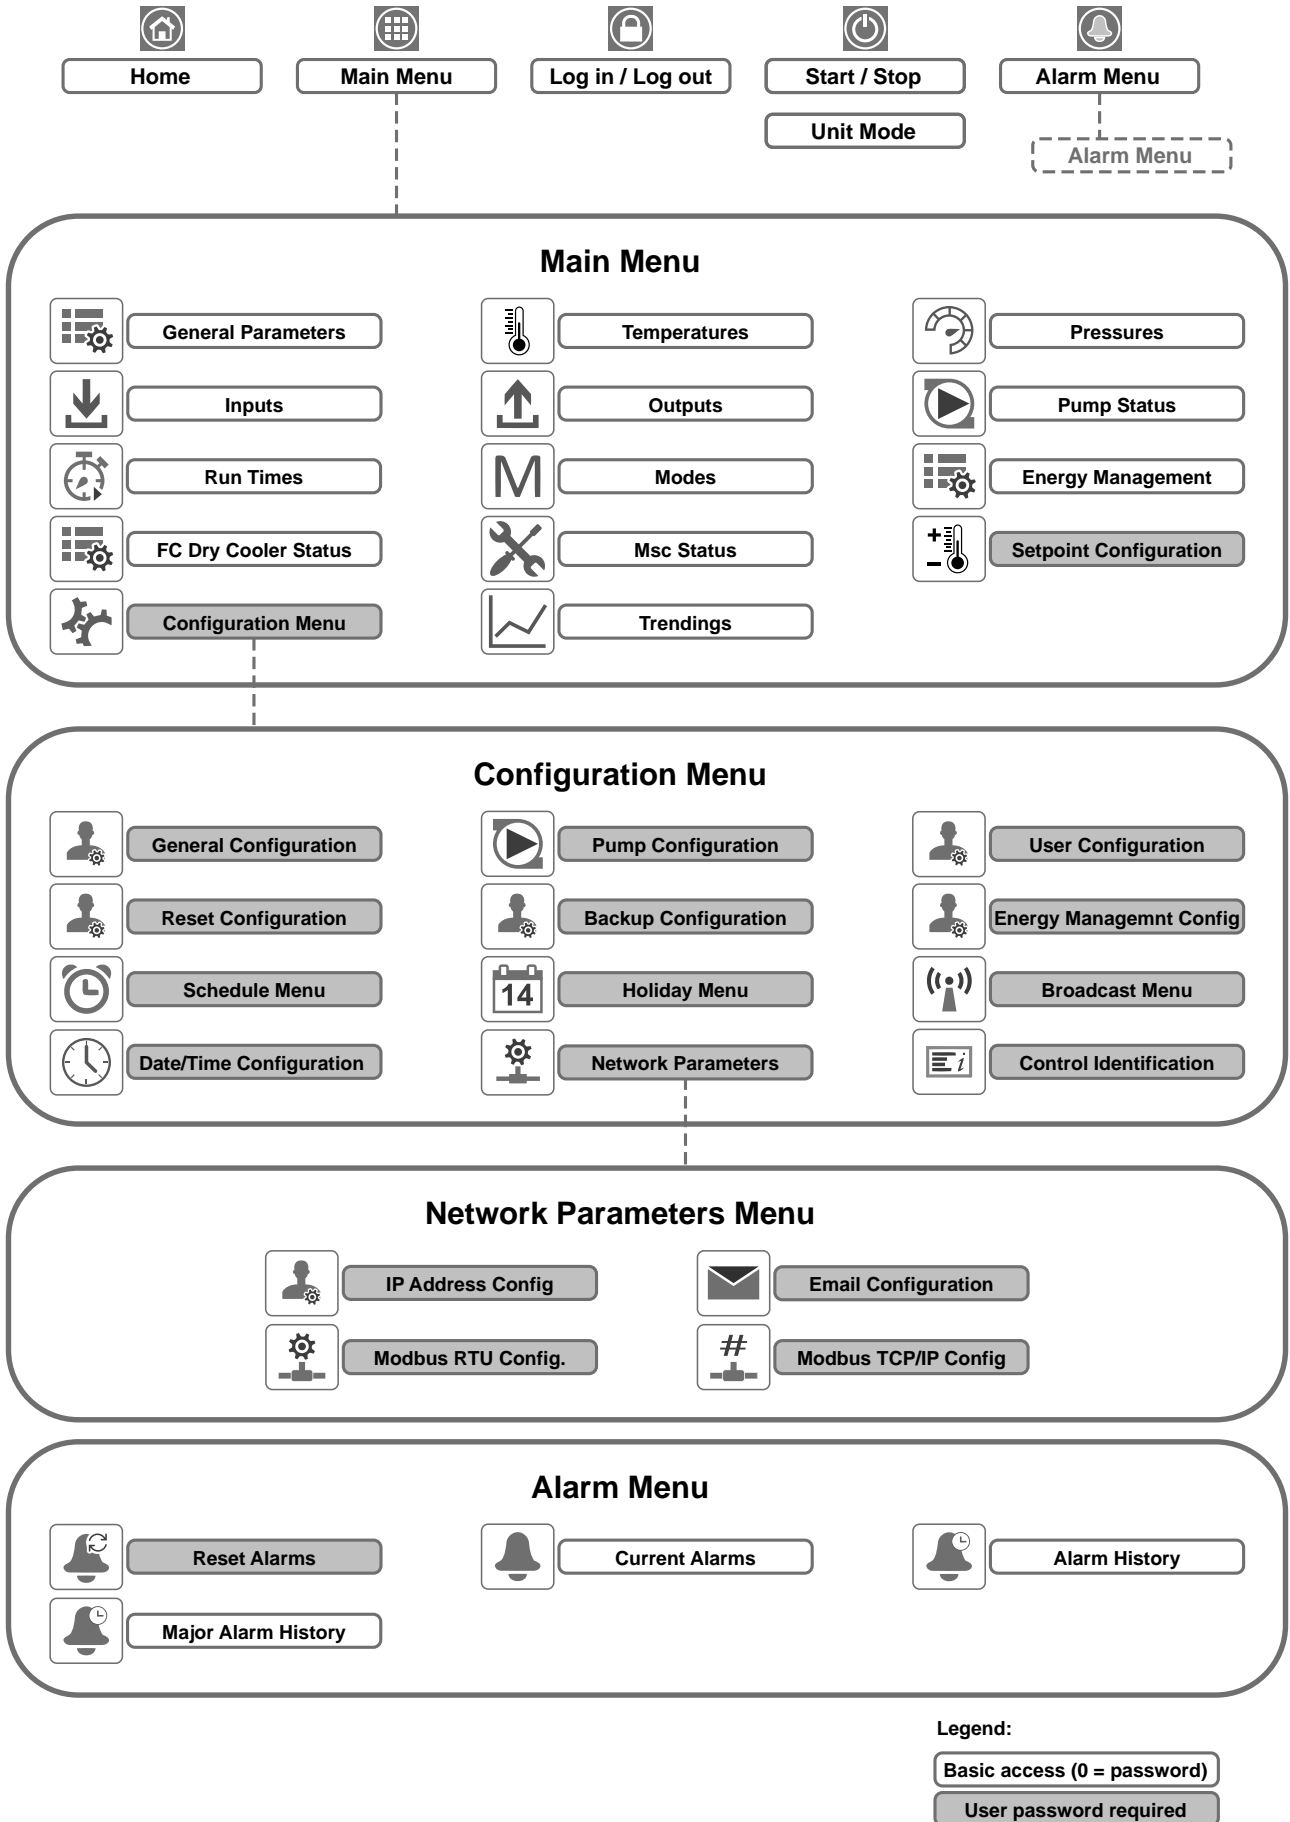 Home
Main Menu
Log in / Log out
Start / Stop
Alarm Menu
Unit Mode
Alarm Menu
Main Menu
General Parameters
Temperatures
Pressures
Inputs
Outputs
Pump Status
Run Times
M
Modes
Energy Management
FC Dry Cooler Status
Msc Status
Setpoint Configuration
Configuration Menu
Trendings
Configuration Menu
General Configuration
Pump Configuration
User Configuration
Reset Configuration
Backup Configuration
Energy Managemnt Config
Schedule Menu
14
Holiday Menu
Broadcast Menu
Date/Time Configuration
Network Parameters
i
Control Identification
Network Parameters Menu
IP Address Config
Email Configuration
Modbus RTU Config.
#
Modbus TCP/IP Config
Alarm Menu
Reset Alarms
Current Alarms
Alarm History
Major Alarm History
Legend:
Basic access (0 = password)
User password required